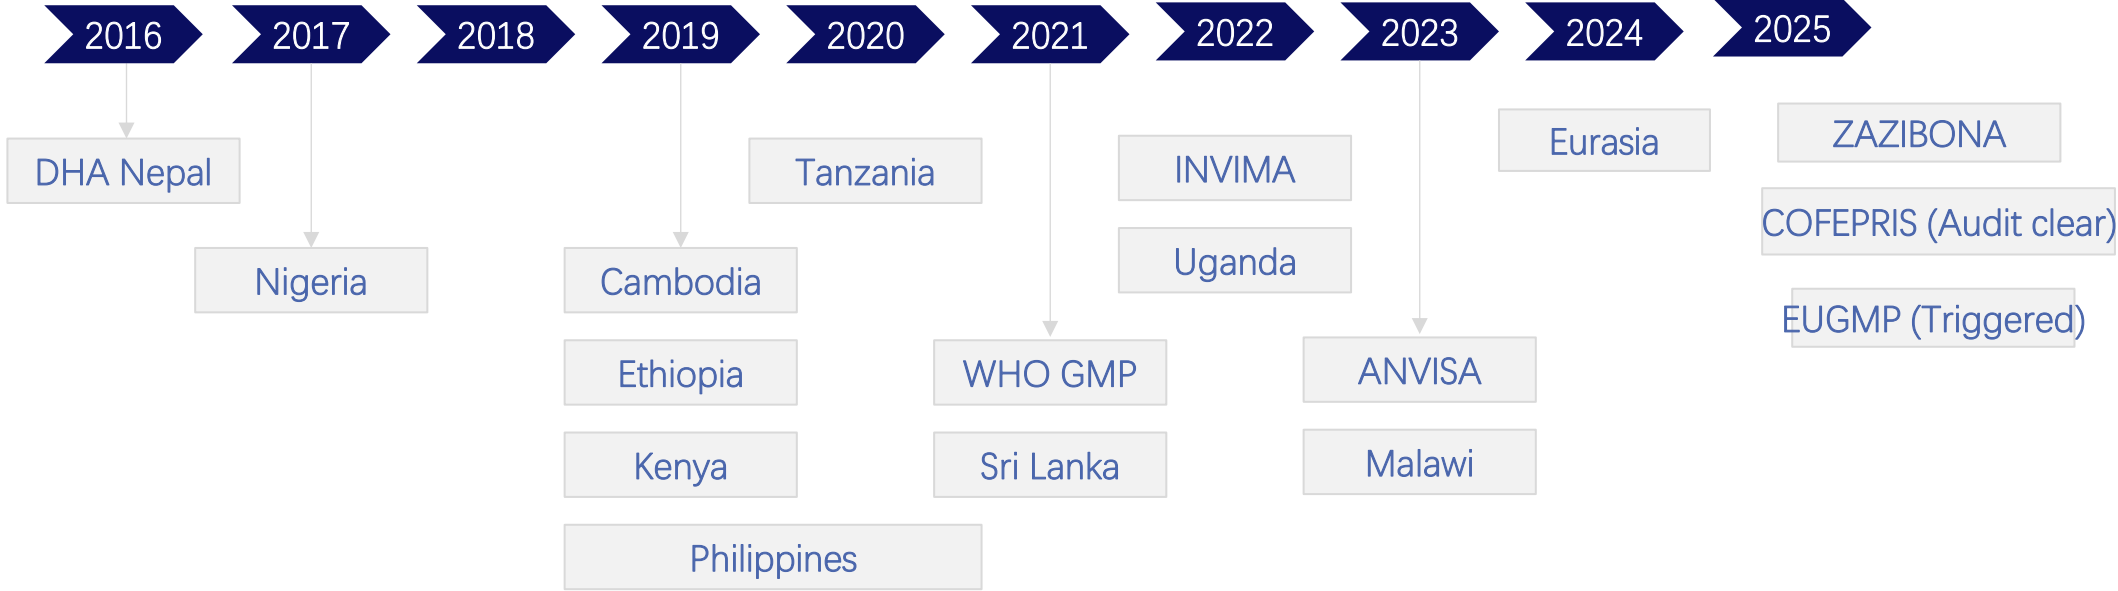 2016
2017
2018
2019
2020
2021
2022
2023
2024
2025
DHA Nepal
Nigeria
Cambodia
Ethiopia
Kenya
Philippines
Tanzania
WHO GMP
Sri Lanka
INVIMA
Uganda
ANVISA
Malawi
Eurasia
ZAZIBONA
COFEPRIS (Audit clear)
EUGMP (Triggered)